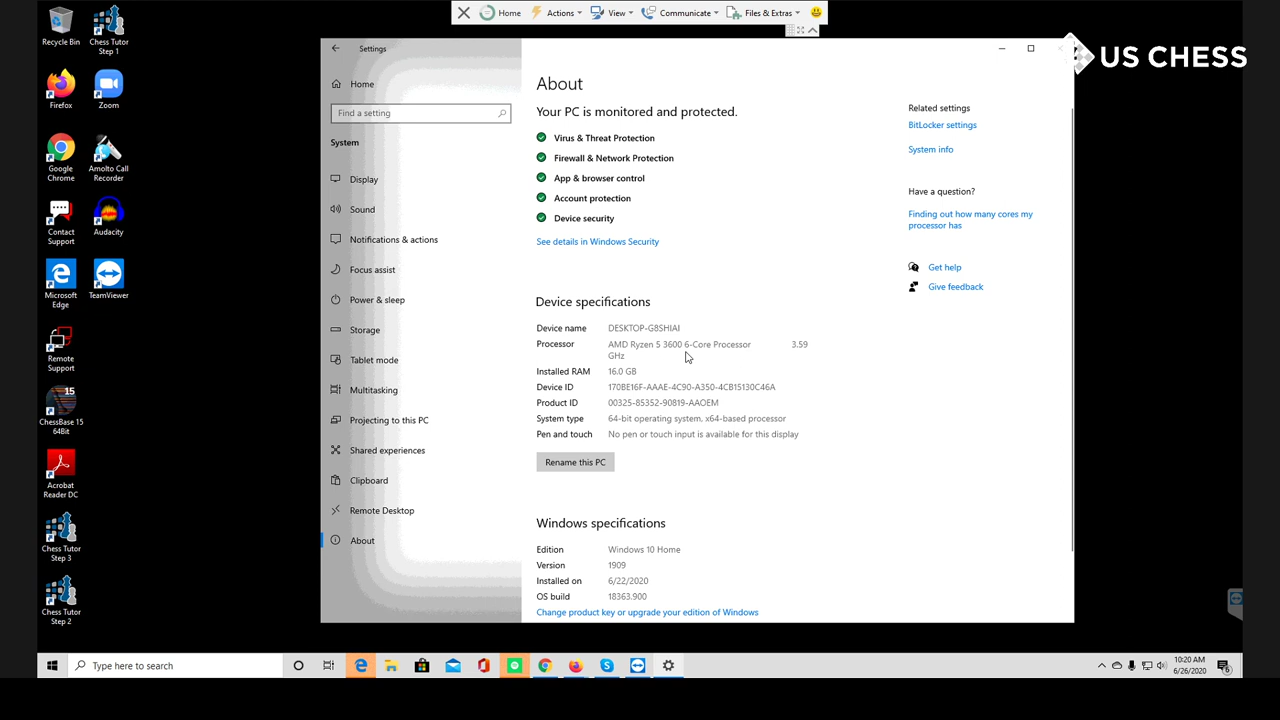 Home
Actions
View
Communicate
Files & Extras
US CHESS
Recycle Bin
Chess Tutor
Step 1
Firefox
Zoom
Google
Chrome
Amolto Call
Recorder
Contact
Support
Audacity
Microsoft
Edge
TeamViewer
Remote
Support
15
ChessBase 15
64Bit
Acrobat
Reader DC
Chess Tutor
Step 3
Chess Tutor
Step 2
Settings
Home
Find a setting
System
Display
Sound
Notifications & actions
Focus assist
Power & sleep
Storage
Tablet mode
Multitasking
Projecting to this PC
Shared experiences
Clipboard
Remote Desktop
About
About
Your PC is monitored and protected.
Virus & Threat Protection
Firewall & Network Protection
App & browser control
Account protection
Device security
See details in Windows Security
Device specifications
Device name DESKTOP-G8SHIAI
Processor AMD Ryzen 5 3600 6-Core Processor 3.59
GHz
Installed RAM 16.0 GB
Device ID 170BE16F-AAAE-4C90-A350-4CB15130C46A
Product ID 00325-85352-90819-AAOEM
System type 64-bit operating system, x64-based processor
Pen and touch No pen or touch input is available for this display
Rename this PC
Windows specifications
Edition Windows 10 Home
Version 1909
Installed on 6/22/2020
OS build 18363.900
Change product key or upgrade your edition of Windows
Related settings
BitLocker settings
System info
Have a question?
Finding out how many cores my
processor has
Get help
Give feedback
Type here to search
10:20 AM
6/26/2020